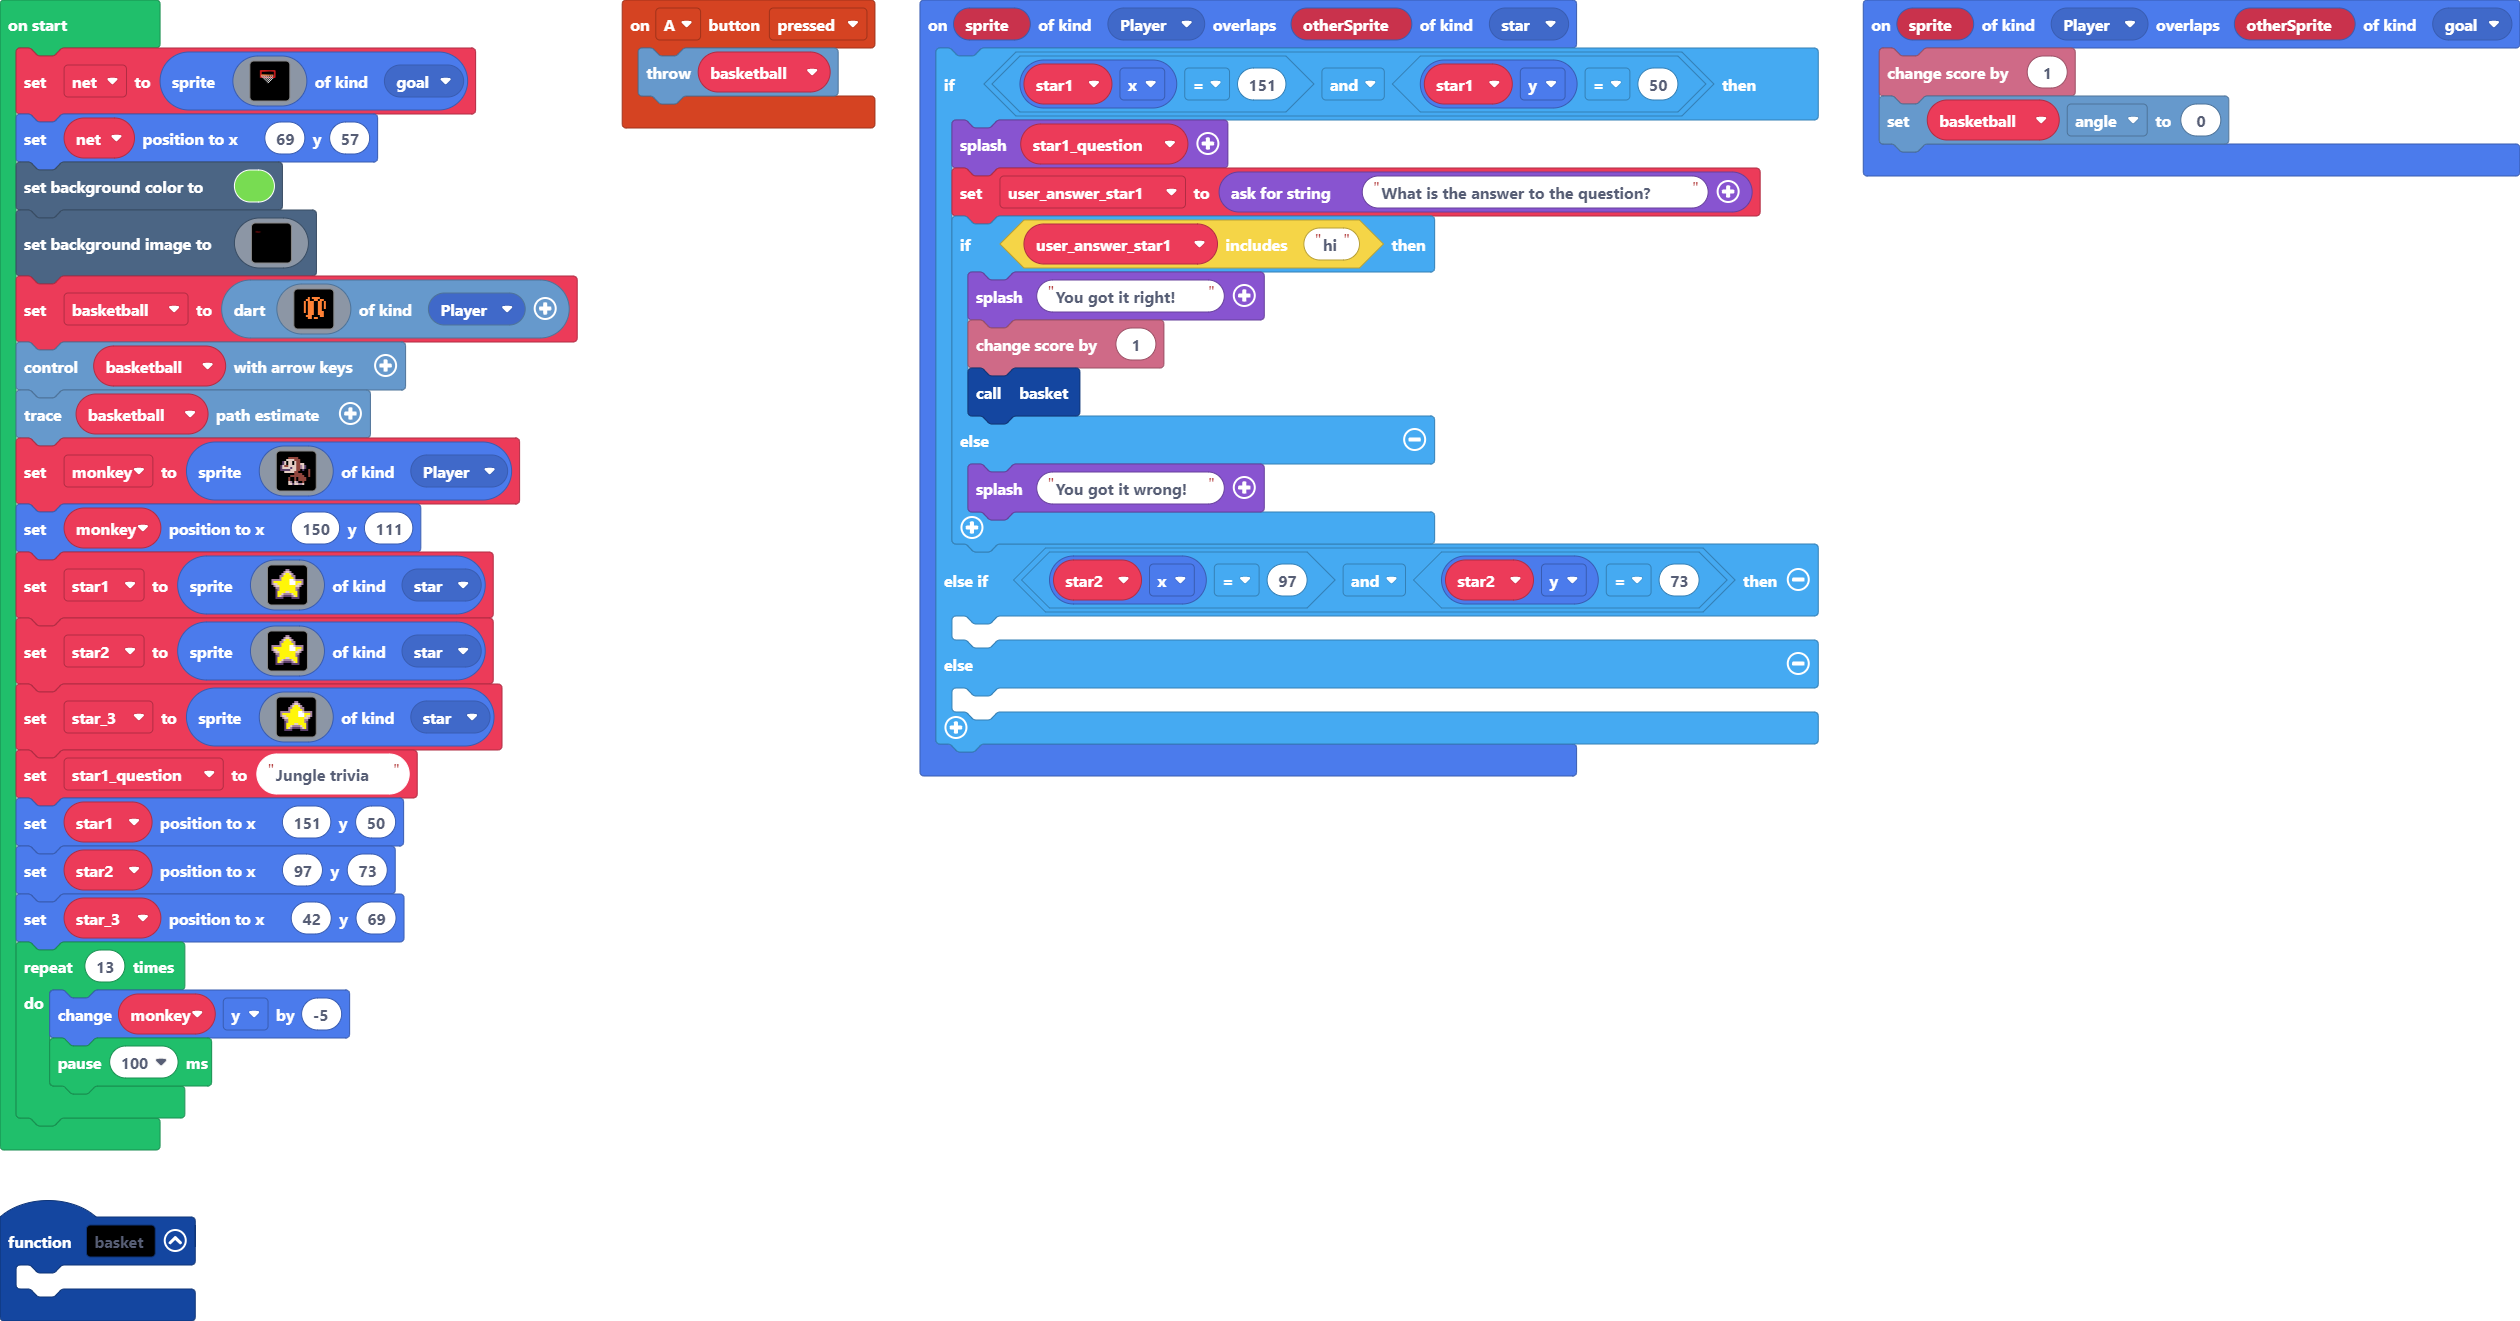 on start
set net to sprite of kind goal
set net position to x 69 y 57
set background color to
set background image to
set basketball to dart of kind Player
control basketball with arrow keys
trace basketball path estimate
set monkey to sprite of kind Player
set monkey position to x 150 y 111
set star1 to sprite of kind star
set star2 to sprite of kind star
set star_3 to sprite of kind star
set star1_question to "Jungle trivia"
set star1 position to x 151 y 50
set star2 position to x 97 y 73
set star_3 position to x 42 y 69
repeat 13 times
do
change monkey y by -5
pause 100 ms
function basket
on A button pressed
throw basketball
on sprite of kind Player overlaps otherSprite of kind star
if star1 x = 151 and star1 y = 50 then
splash star1_question
set user_answer_star1 to ask for string "What is the answer to the question?"
if user_answer_star1 includes "hi" then
splash "You got it right!"
change score by 1
call basket
else
splash "You got it wrong!"
else if star2 x = 97 and star2 y = 73 then
else
on sprite of kind Player overlaps otherSprite of kind goal
change score by 1
set basketball angle to 0